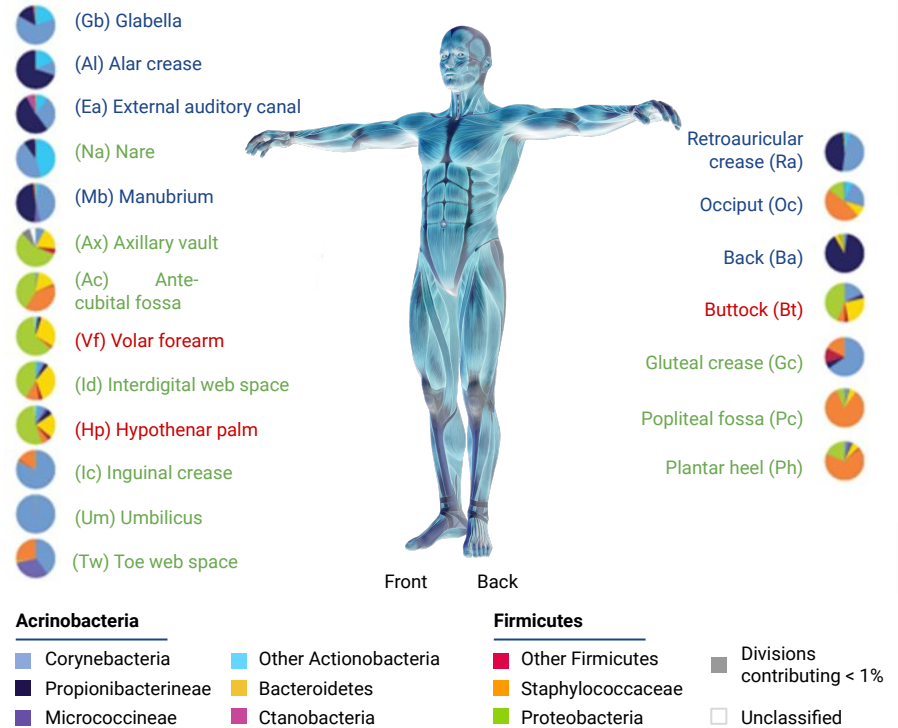 (Gb) Glabella
(Al) Alar crease
(Ea) External auditory canal
(Na) Nare
(Mb) Manubrium
(Ax) Axillary vault
(Ac) Ante-
cubital fossa
(Vf) Volar forearm
(Id) Interdigital web space
(Hp) Hypothenar palm
(Ic) Inguinal crease
(Um) Umbilicus
(Tw) Toe web space
Retroauricular
crease (Ra)
Occiput (Oc)
Back (Ba)
Buttock (Bt)
Gluteal crease (Gc)
Popliteal fossa (Pc)
Plantar heel (Ph)
Front
Back
Acrinobacteria
Corynebacteria
Propionibacterineae
Micrococcineae
Other Actionobacteria
Bacteroidetes
Ctanobacteria
Firmicutes
Other Firmicutes
Staphylococcaceae
Proteobacteria
Divisions
contributing < 1%
Unclassified